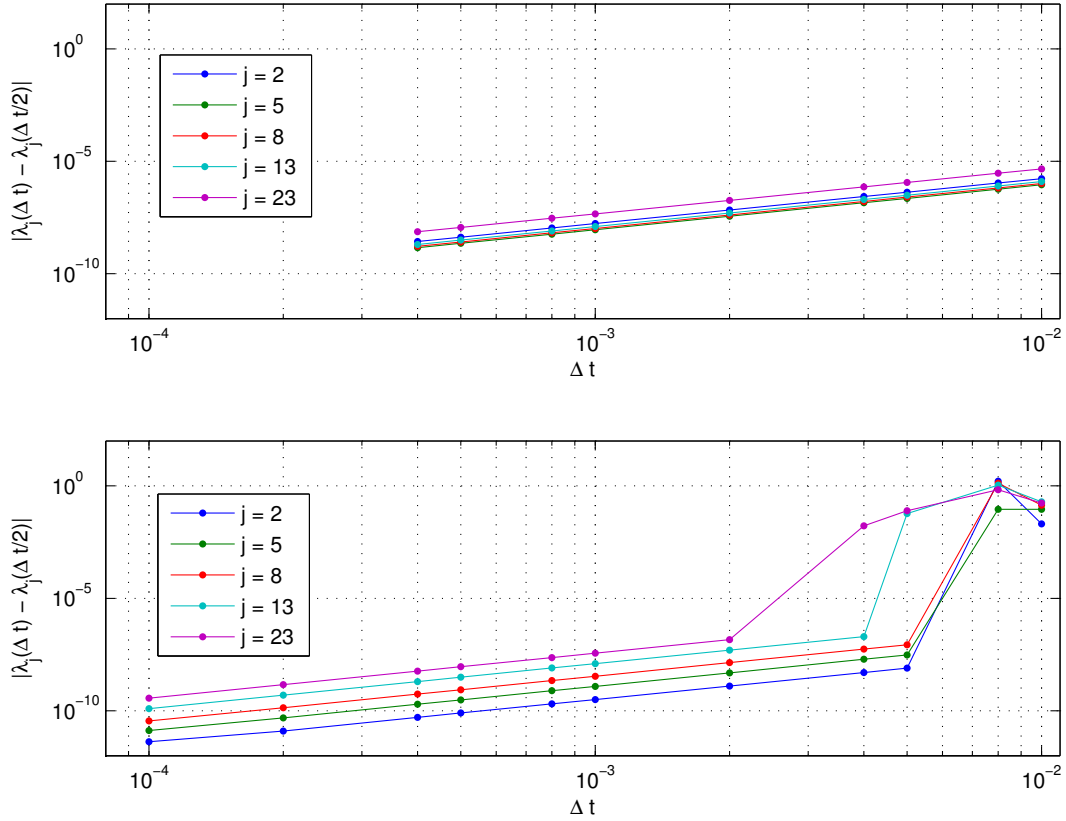 10^0
10^-5
10^-10
|λ_j(Δ t) − λ_j(Δ t/2)|
j = 2
j = 5
j = 8
j = 13
j = 23
10^-4
10^-3
10^-2
Δ t
10^0
10^-5
10^-10
|λ_j(Δ t) − λ_j(Δ t/2)|
j = 2
j = 5
j = 8
j = 13
j = 23
10^-4
10^-3
10^-2
Δ t